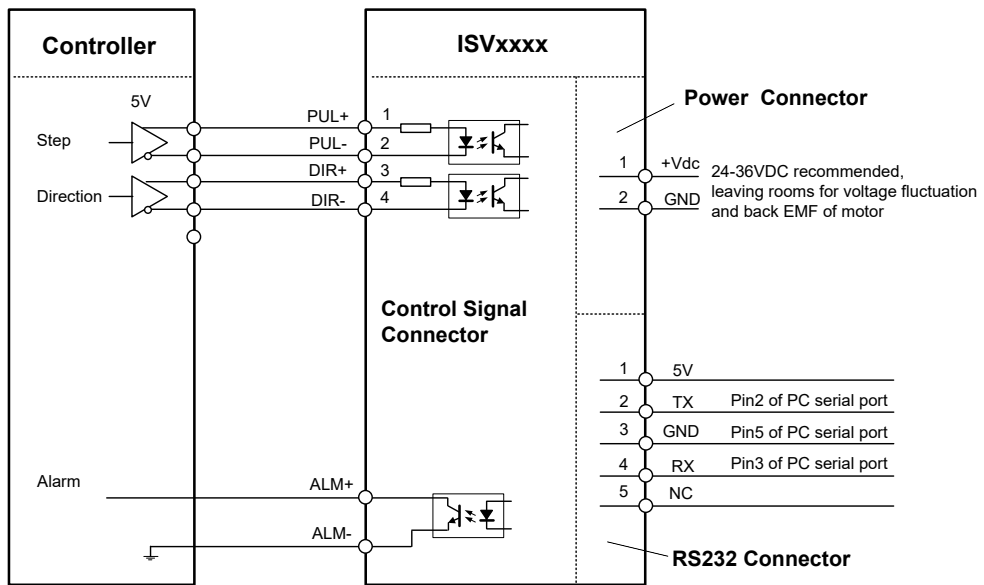 Controller
ISVxxxx
5V
Step
Direction
PUL+ 1
PUL- 2
DIR+ 3
DIR- 4
Control Signal
Connector
Alarm
ALM+
ALM-
Power Connector
1 +Vdc
2 GND
24-36VDC recommended,
leaving rooms for voltage fluctuation
and back EMF of motor
1 5V
2 TX Pin2 of PC serial port
3 GND Pin5 of PC serial port
4 RX Pin3 of PC serial port
5 NC
RS232 Connector